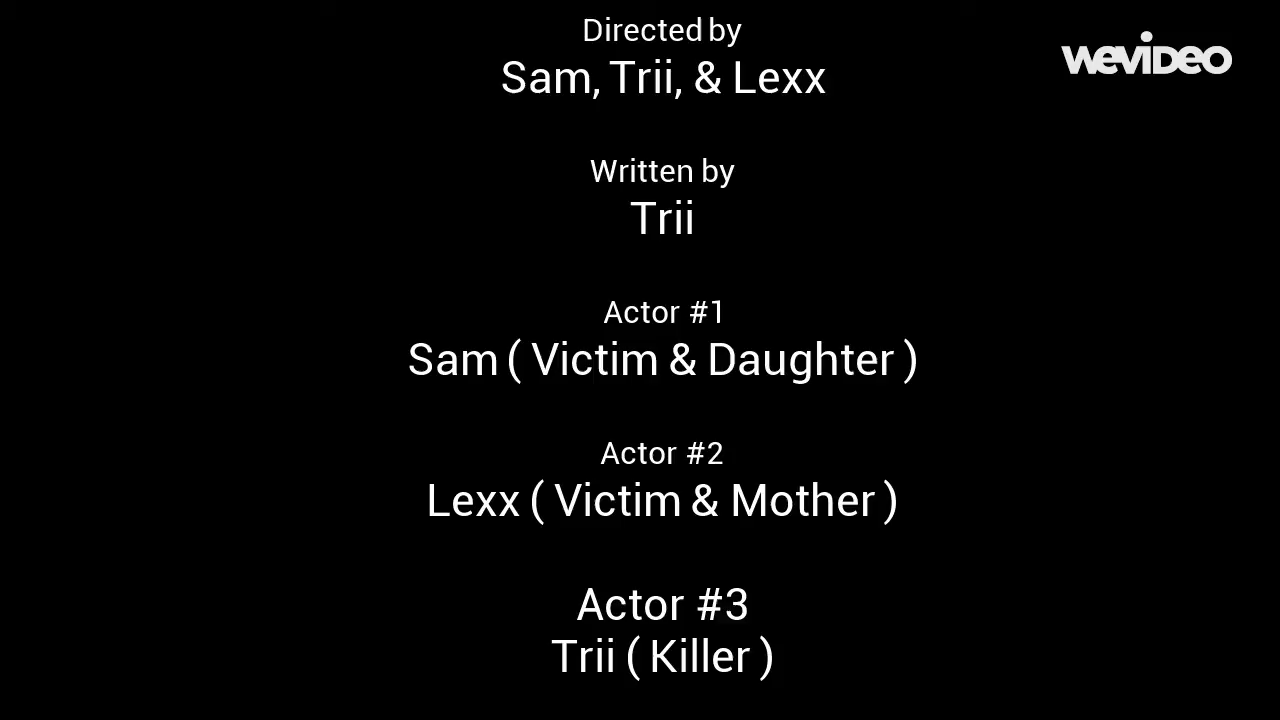 Directed by
WeVIDEO
Sam, Trii, & Lexx
Written by
Trii
Actor #1
Sam ( Victim & Daughter )
Actor #2
Lexx ( Victim & Mother )
Actor #3
Trii ( Killer )